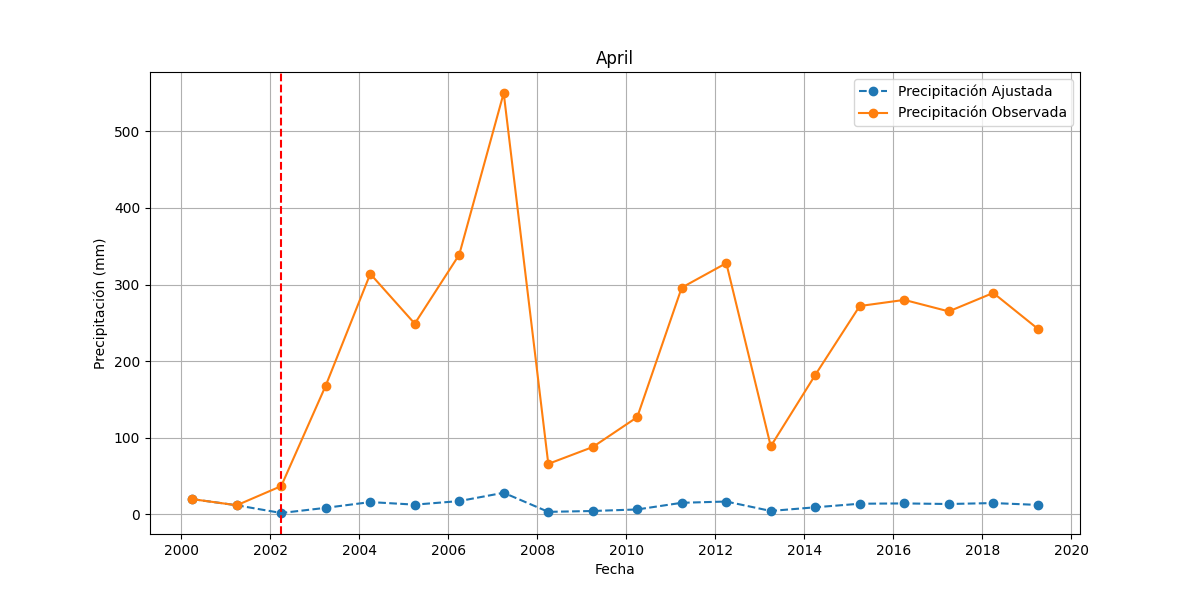 April
Precipitación Ajustada
Precipitación Observada
Precipitación (mm)
500
400
300
200
100
0
2000 2002 2004 2006 2008 2010 2012 2014 2016 2018 2020
Fecha